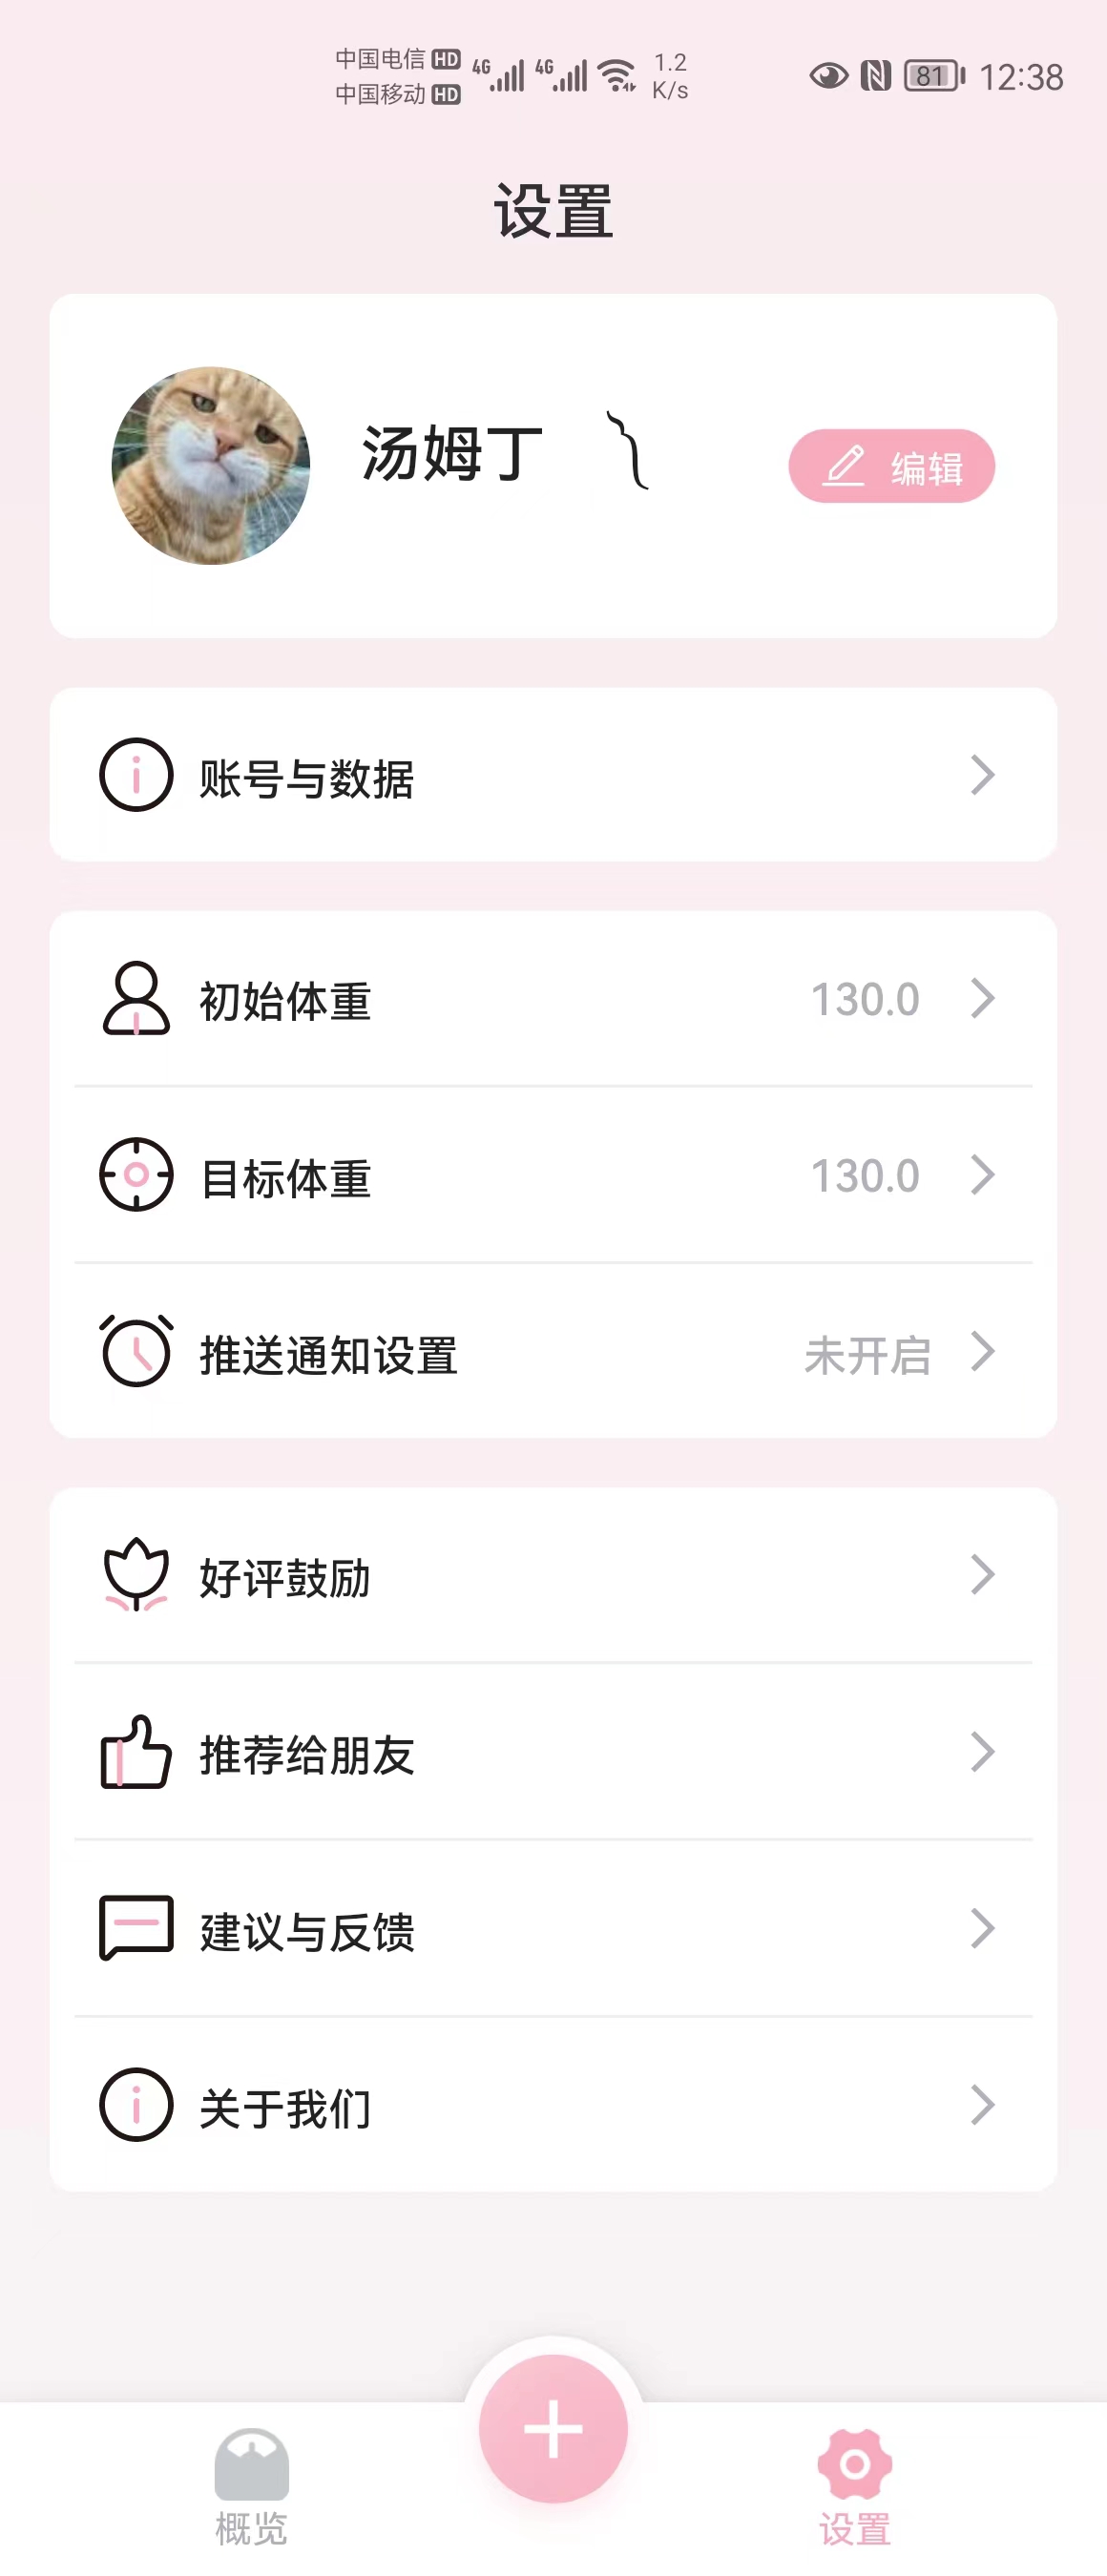 中国电信 HD 4G 4G 1.2 K/s 81 12:38
中国移动 HD
设置
汤姆丁
编辑
账号与数据
初始体重 130.0
目标体重 130.0
推送通知设置 未开启
好评鼓励
推荐给朋友
建议与反馈
关于我们
概览 设置